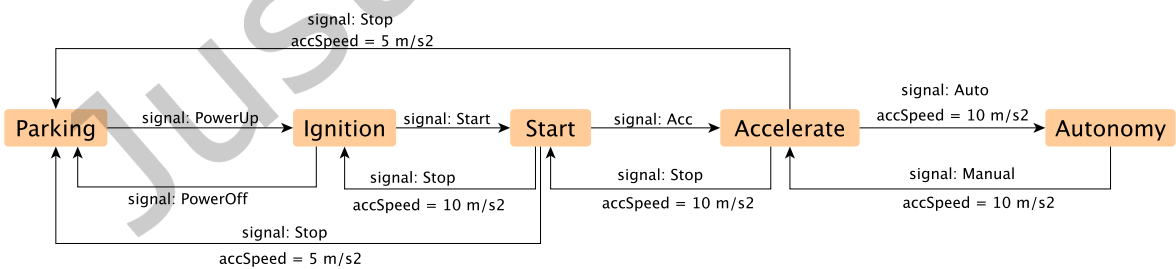 signal: Stop
accSpeed = 5 m/s2
signal: Auto
accSpeed = 10 m/s2
Parking
signal: PowerUp
Ignition
signal: Start
Start
signal: Acc
Accelerate
Autonomy
signal: PowerOff
signal: Stop
accSpeed = 10 m/s2
signal: Stop
accSpeed = 10 m/s2
signal: Manual
accSpeed = 10 m/s2
signal: Stop
accSpeed = 5 m/s2
Jus